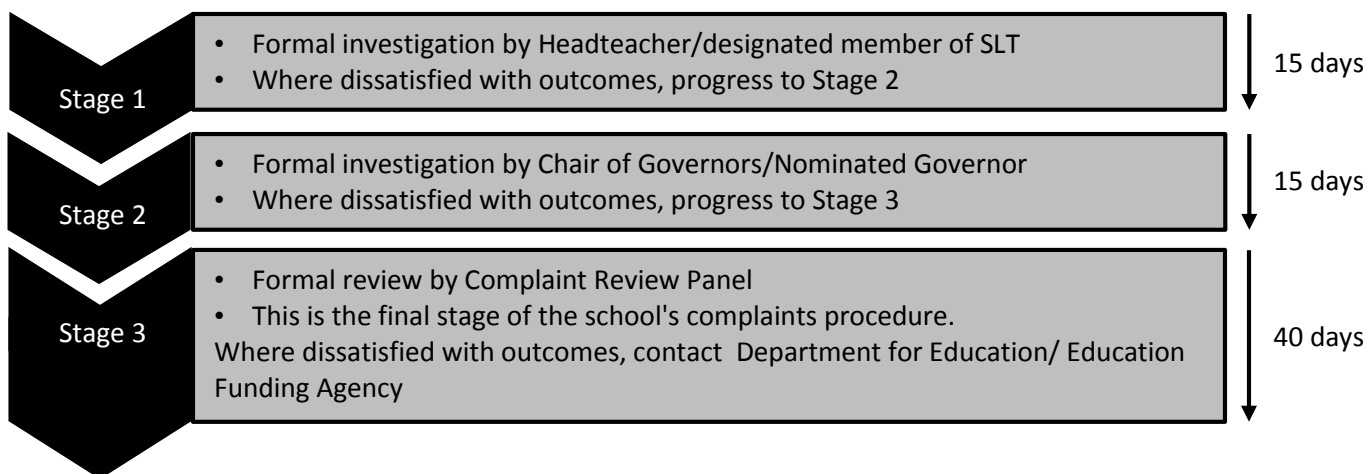 Stage 1
• Formal investigation by Headteacher/designated member of SLT
• Where dissatisfied with outcomes, progress to Stage 2
15 days
Stage 2
• Formal investigation by Chair of Governors/Nominated Governor
• Where dissatisfied with outcomes, progress to Stage 3
15 days
Stage 3
• Formal review by Complaint Review Panel
• This is the final stage of the school's complaints procedure.
Where dissatisfied with outcomes, contact  Department for Education/ Education
Funding Agency
40 days